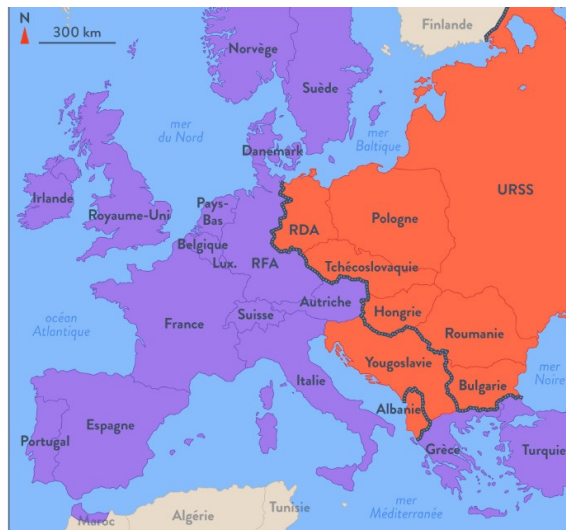 N
300 km
Finlande
Norvège
Suède
mer
du Nord
mer
Baltique
Danemark
URSS
Irlande
Royaume-Uni
Pays-
Bas
RDA
Pologne
Belgique
Lux.
RFA
Tchécoslovaquie
Autriche
océan
Atlantique
France
Suisse
Hongrie
Roumanie
Yougoslavie
mer
Noire
Italie
Bulgarie
Albanie
Portugal
Espagne
Grèce
Turquie
mer
Méditerranée
Maroc
Algérie
Tunisie